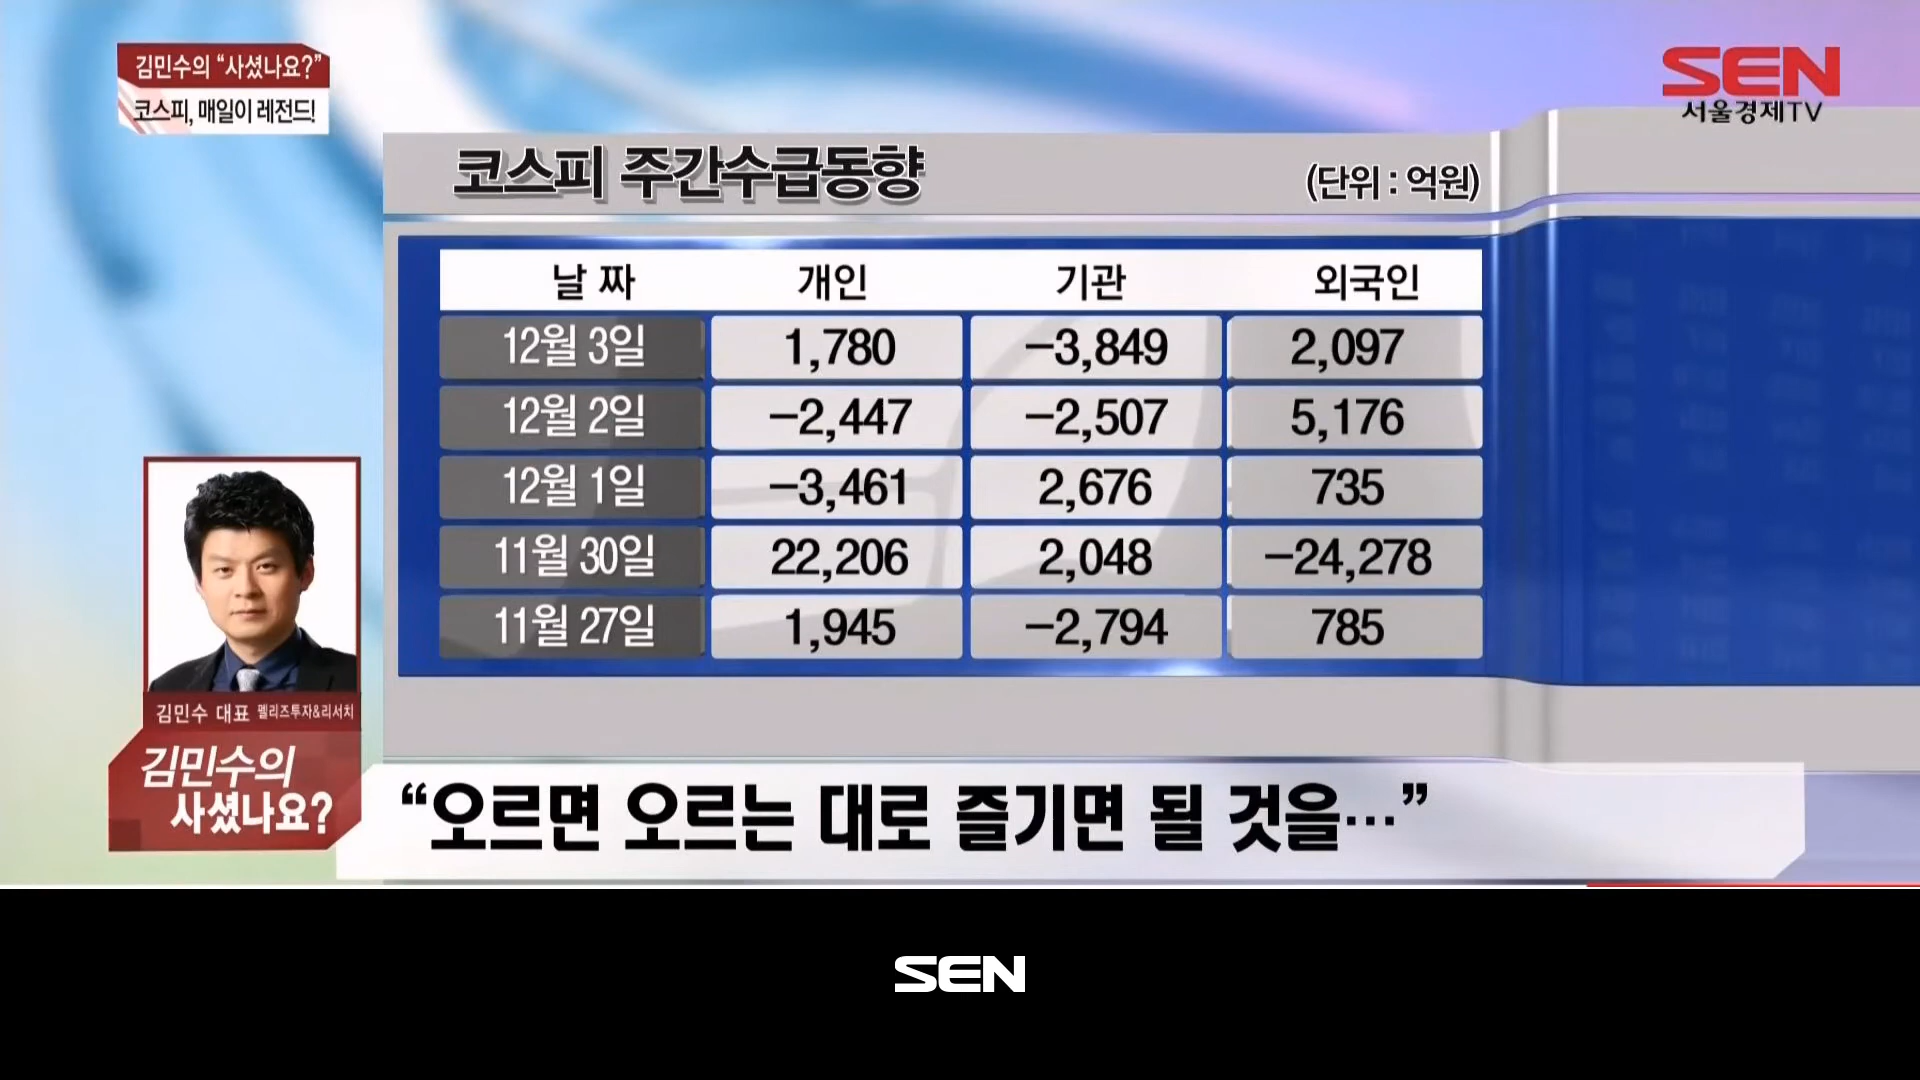 김민수의 “사셨나요?”
코스피, 매일이 레전드!
SEN
서울경제TV
코스피 주간수급동향
(단위 : 억원)
날 짜 개인 기관 외국인
12월 3일 1,780 -3,849 2,097
12월 2일 -2,447 -2,507 5,176
12월 1일 -3,461 2,676 735
11월 30일 22,206 2,048 -24,278
11월 27일 1,945 -2,794 785
김민수 대표 펠리즈투자&리서치
김민수의
사셨나요?
“오르면 오르는 대로 즐기면 될 것을…”
SEN